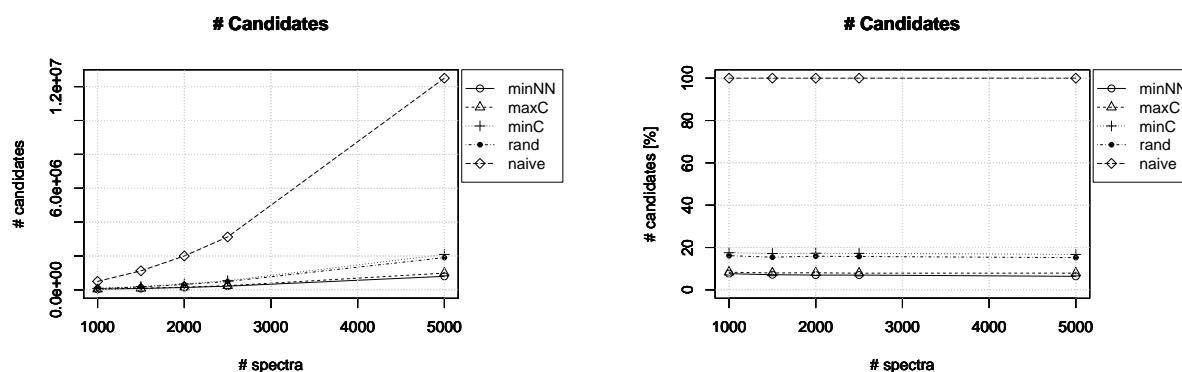 # Candidates
# candidates
0.0e+00
6.0e+06
1.2e+07
1000
2000
3000
4000
5000
# spectra
minNN
maxC
minC
rand
naive
# Candidates
# candidates [%]
0
20
40
60
80
100
1000
2000
3000
4000
5000
# spectra
minNN
maxC
minC
rand
naive